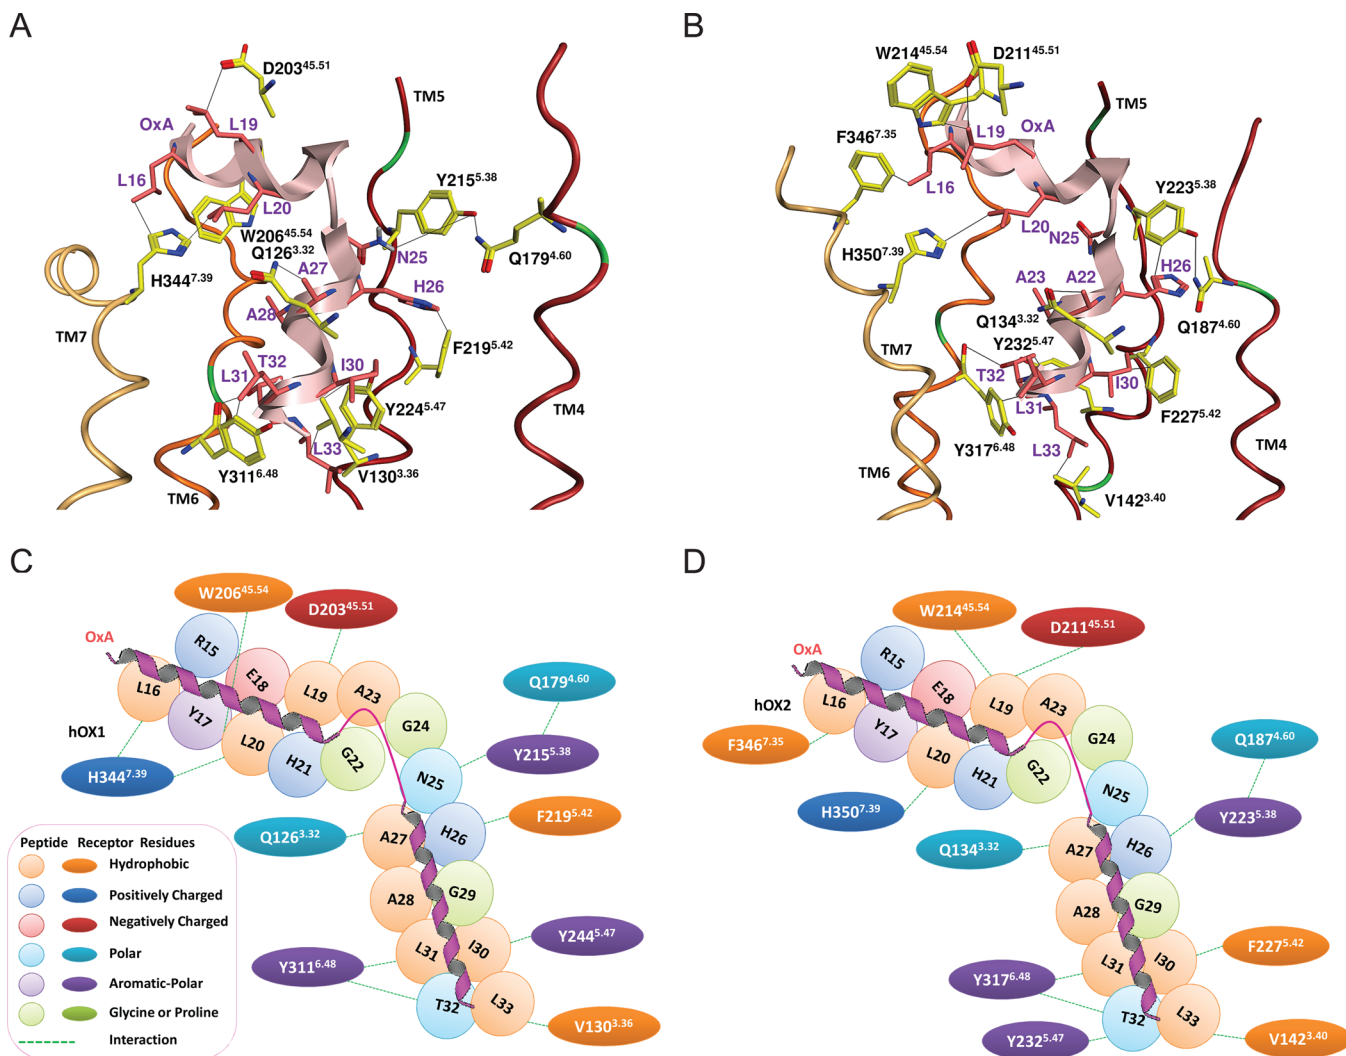 A
D203^45.51
TM5
OxA
L19
L16
L20
Y215^5.38
W206^45.54
Q126^3.32
N25
Q179^4.60
A27
H344^7.39
H26
A28
TM7
F219^5.42
T32
L31
I30
Y224^5.47
TM4
L33
Y311^6.48
V130^3.36
TM6
B
W214^45.54
D211^45.51
TM5
L19
OxA
F346^7.35
L16
Y223^5.38
L20
N25
H350^7.39
H26
A23
A22
Q134^3.32
Q187^4.60
Y232^5.47
TM7
T32
I30
L31
F227^5.42
TM4
Y317^6.48
L33
TM6
V142^3.40
C
W206^45.54
D203^45.51
OxA
R15
E18
L16
L19
A23
Q179^4.60
Y17
G24
hOX1
L20
G22
Y215^5.38
H21
H344^7.39
N25
F219^5.42
Q126^3.32
A27
H26
Peptide Receptor Residues
Hydrophobic
Positively Charged
Negatively Charged
Polar
Aromatic-Polar
Glycine or Proline
Interaction
A28
G29
Y244^5.47
L31
I30
Y311^6.48
T32
L33
V130^3.36
D
W214^45.54
D211^45.51
OxA
R15
E18
L16
L19
A23
hOX2
Y17
G24
Q187^4.60
F346^7.35
L20
G22
H21
N25
H350^7.39
Y223^5.38
Q134^3.32
A27
H26
A28
G29
F227^5.42
L31
I30
Y317^6.48
T32
L33
Y232^5.47
V142^3.40